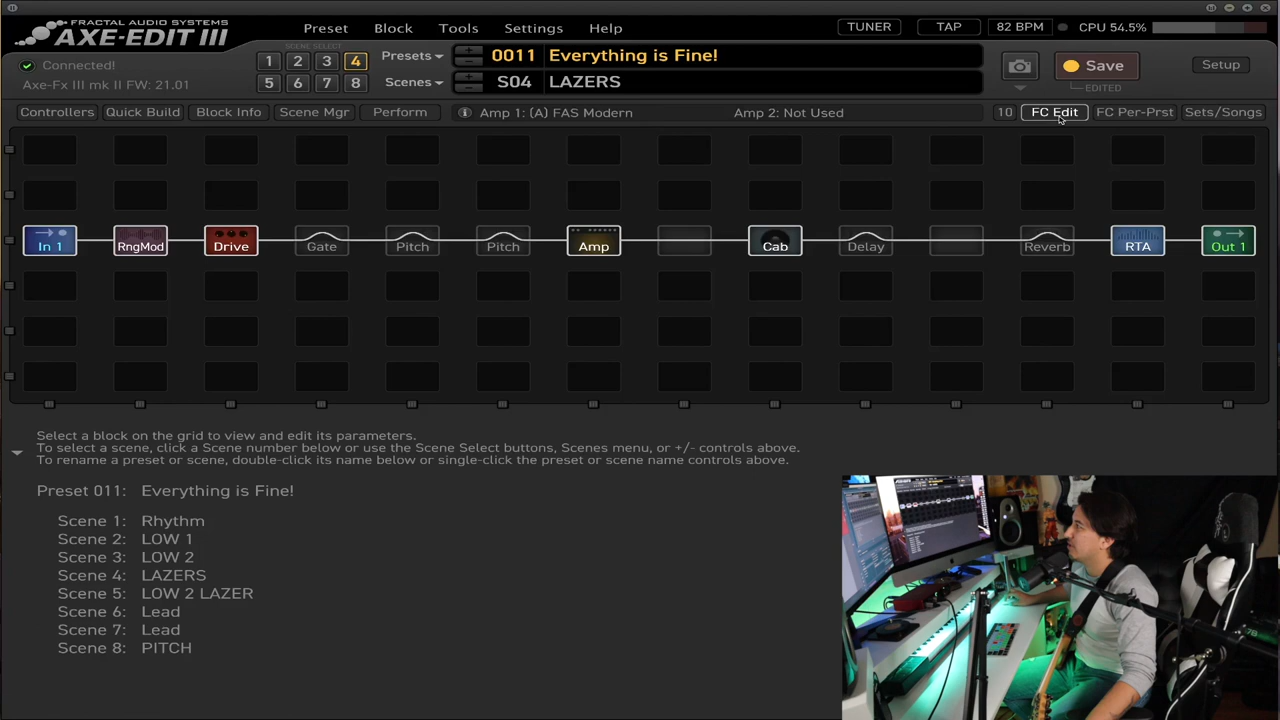 FRACTAL AUDIO SYSTEMS
AXE-EDIT III
Preset Block Tools Settings Help
TUNER TAP 82 BPM CPU 54.5%
SCENE SELECT
1 2 3 4
5 6 7 8
Presets 0011 Everything is Fine!
Scenes S04 LAZERS
Connected!
Axe-Fx III mk II FW: 21.01
Save
EDITED
Setup
Controllers Quick Build Block Info Scene Mgr Perform Amp 1: (A) FAS Modern Amp 2: Not Used 10 FC Edit FC Per-Prst Sets/Songs
In 1 RngMod Drive Gate Pitch Pitch Amp Cab Delay Reverb RTA Out 1
Select a block on the grid to view and edit its parameters.
To select a scene, click a Scene number below or use the Scene Select buttons, Scenes menu, or +/- controls above.
To rename a preset or scene, double-click its name below or single-click the preset or scene name controls above.
Preset 011: Everything is Fine!
Scene 1: Rhythm
Scene 2: LOW 1
Scene 3: LOW 2
Scene 4: LAZERS
Scene 5: LOW 2 LAZER
Scene 6: Lead
Scene 7: Lead
Scene 8: PITCH